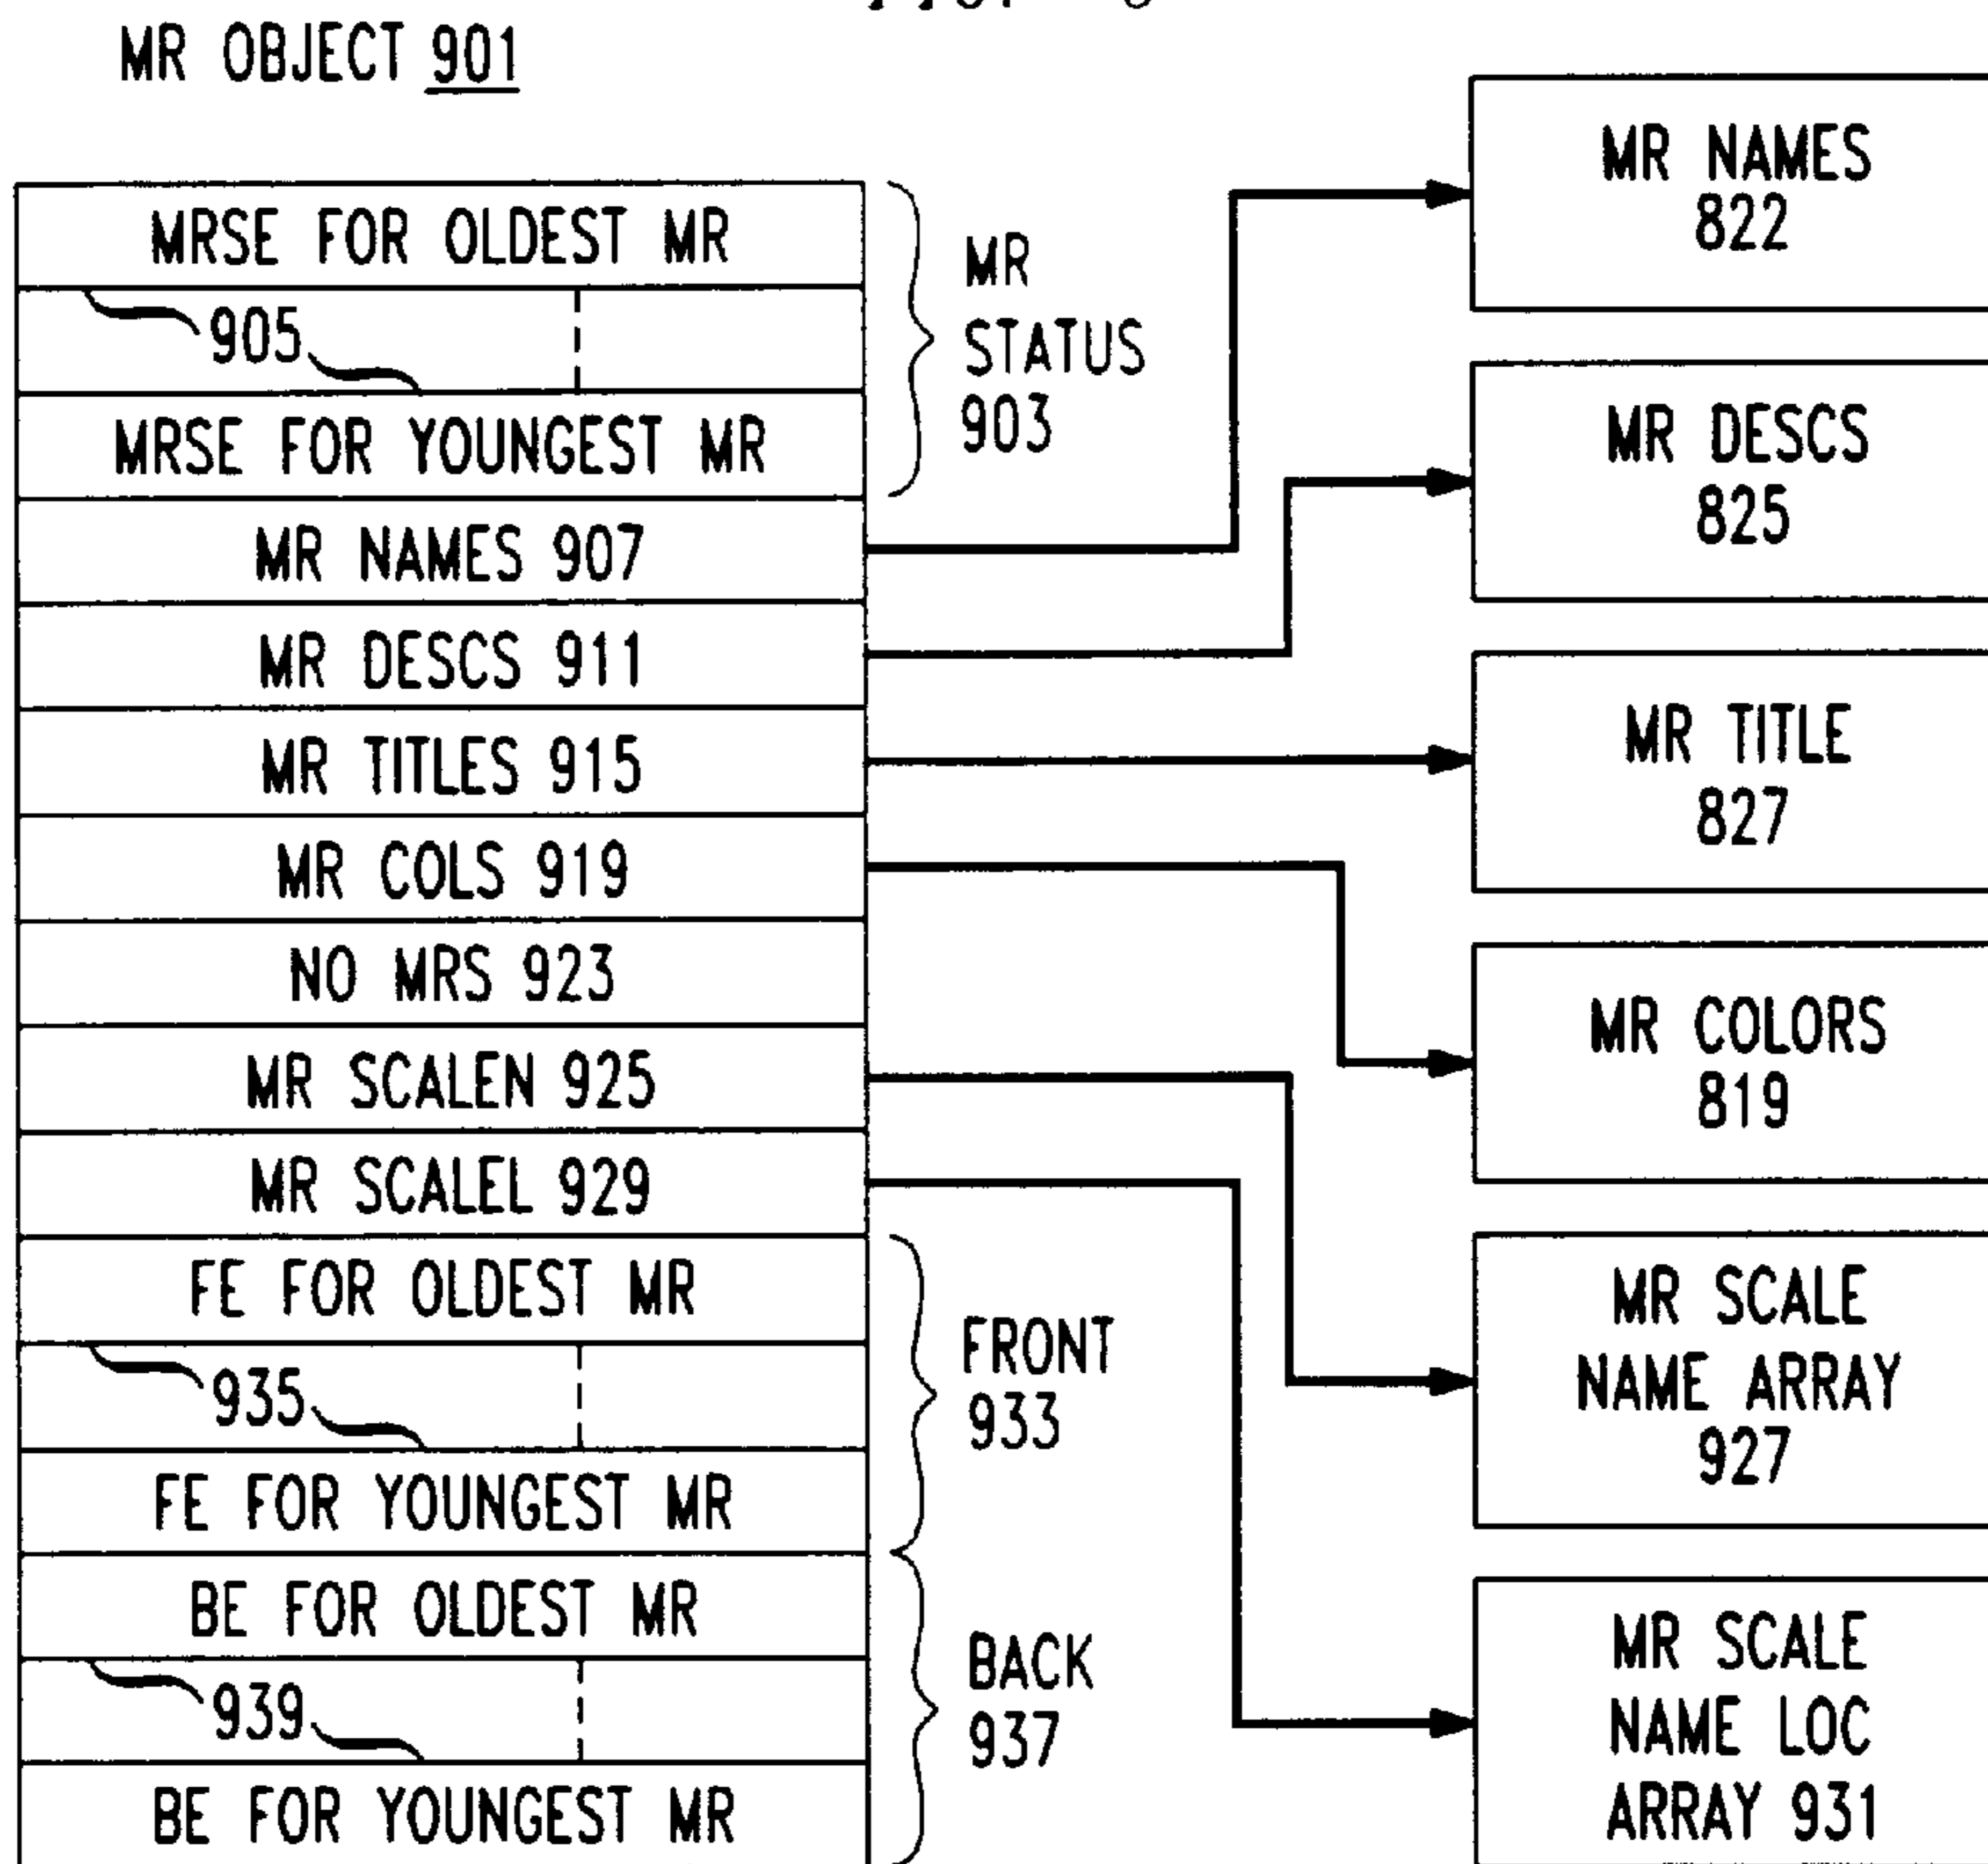 MR OBJECT 901
MRSE FOR OLDEST MR
905
MRSE FOR YOUNGEST MR
MR NAMES 907
MR DESCS 911
MR TITLES 915
MR COLS 919
NO MRS 923
MR SCALEN 925
MR SCALEL 929
FE FOR OLDEST MR
935
FE FOR YOUNGEST MR
BE FOR OLDEST MR
939
BE FOR YOUNGEST MR
MR
STATUS
903
FRONT
933
BACK
937
MR NAMES
822
MR DESCS
825
MR TITLE
827
MR COLORS
819
MR SCALE
NAME ARRAY
927
MR SCALE
NAME LOC
ARRAY 931